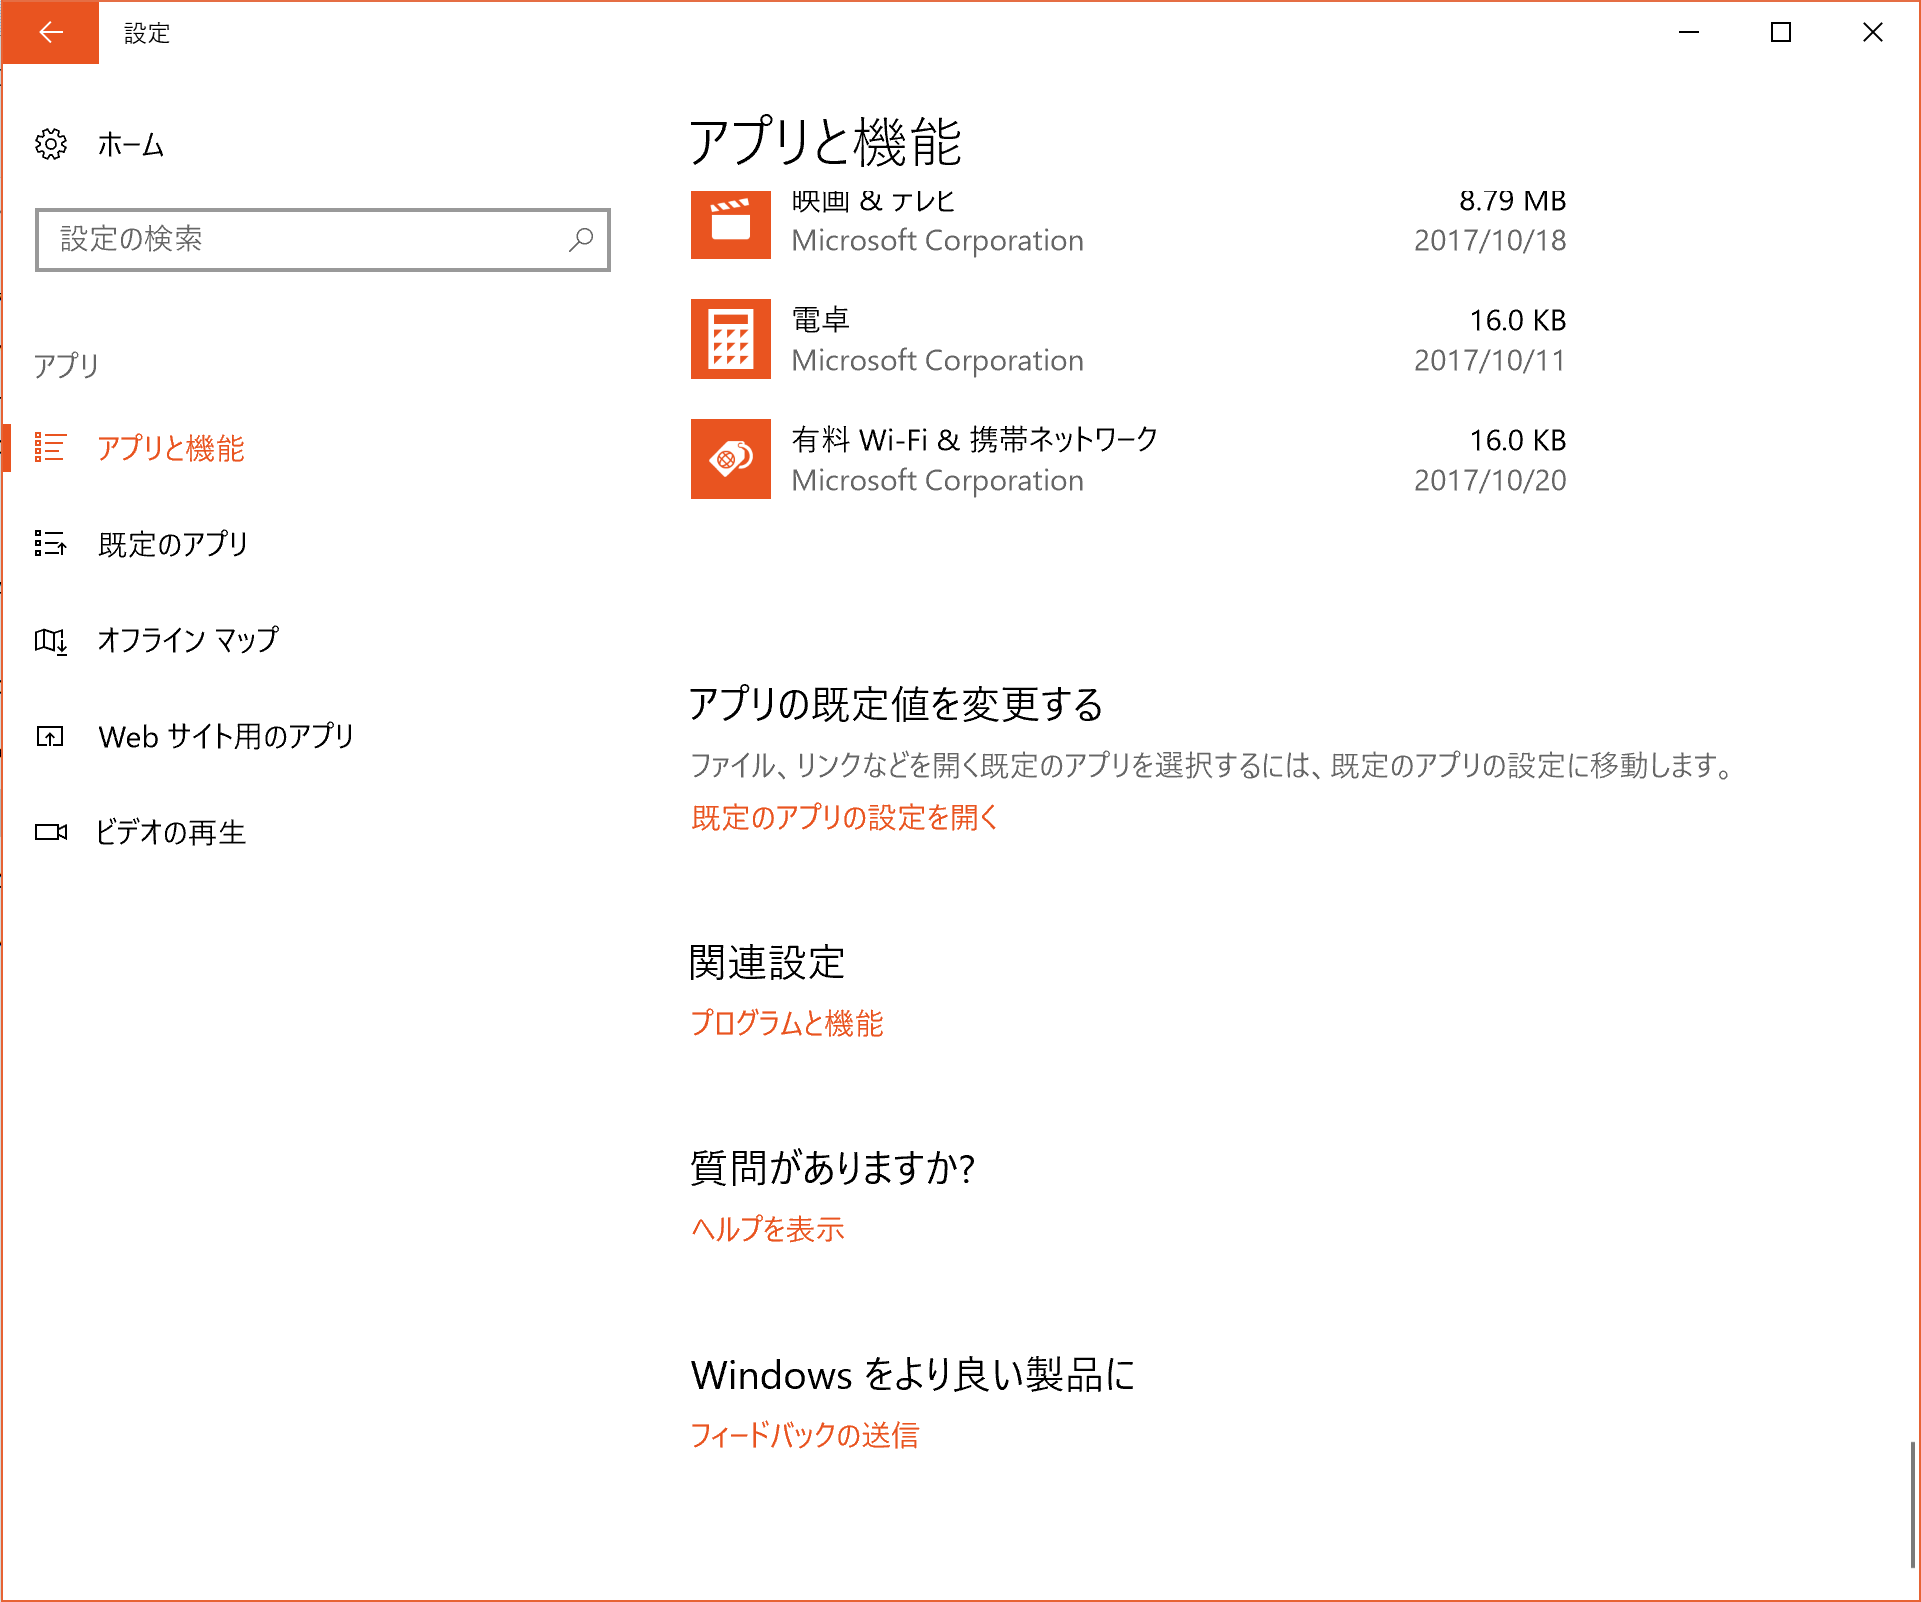 設定
ホーム
設定の検索
アプリ
アプリと機能
既定のアプリ
オフライン マップ
Web サイト用のアプリ
ビデオの再生
アプリと機能
映画 & テレビ 8.79 MB
Microsoft Corporation 2017/10/18
電卓 16.0 KB
Microsoft Corporation 2017/10/11
有料 Wi-Fi & 携帯ネットワーク 16.0 KB
Microsoft Corporation 2017/10/20
アプリの既定値を変更する
ファイル、リンクなどを開く既定のアプリを選択するには、既定のアプリの設定に移動します。
既定のアプリの設定を開く
関連設定
プログラムと機能
質問がありますか?
ヘルプを表示
Windows をより良い製品に
フィードバックの送信